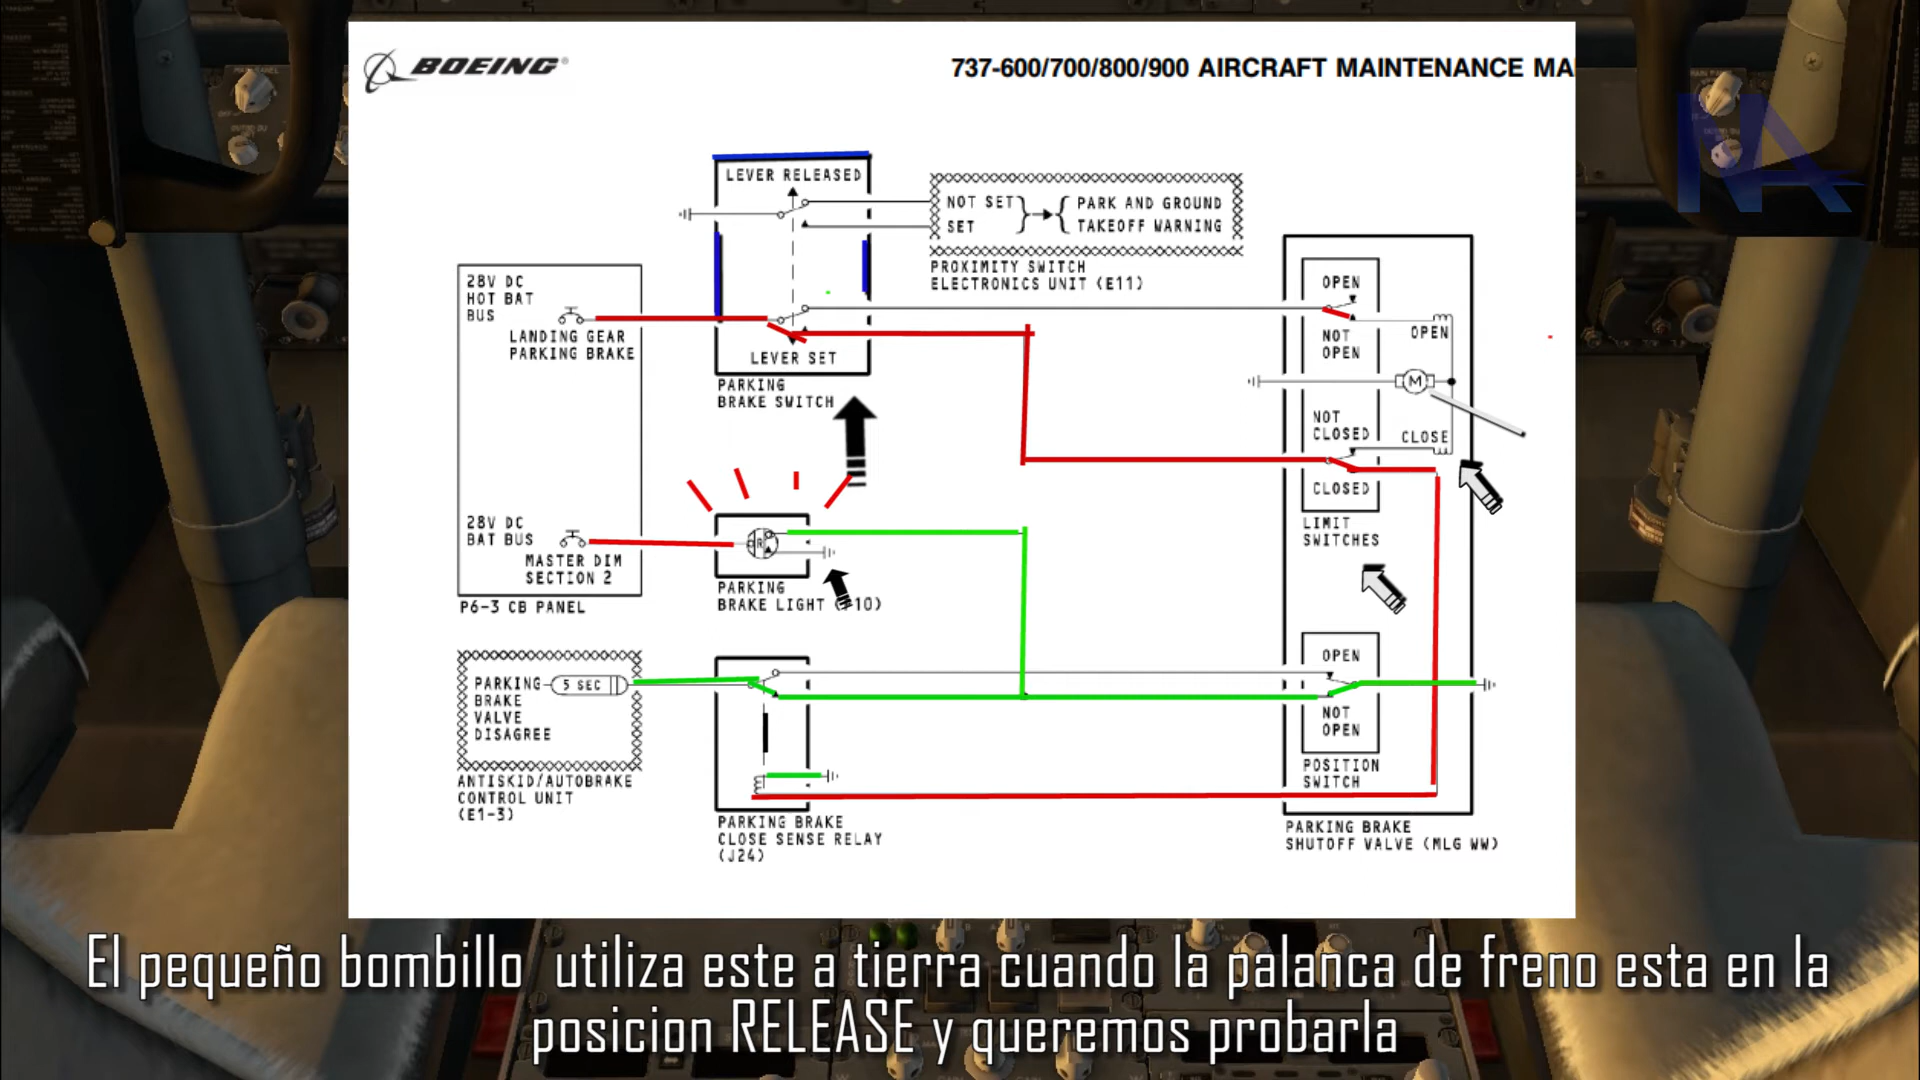 BOEING®
737-600/700/800/900 AIRCRAFT MAINTENANCE MA
LEVER RELEASED
NOT SET
SET
PARK AND GROUND
TAKEOFF WARNING
PROXIMITY SWITCH
ELECTRONICS UNIT (E11)
28V DC
HOT BAT
BUS
LANDING GEAR
PARKING BRAKE
LEVER SET
PARKING
BRAKE SWITCH
OPEN
NOT
OPEN
OPEN
M
NOT
CLOSED
CLOSE
CLOSED
LIMIT
SWITCHES
28V DC
BAT BUS
MASTER DIM
SECTION 2
P6-3 CB PANEL
R
PARKING
BRAKE LIGHT
PARKING
BRAKE
VALVE
DISAGREE
5 SEC
ANTISKID/AUTOBRAKE
CONTROL UNIT
(E1-3)
PARKING BRAKE
CLOSE SENSE RELAY
(J24)
OPEN
NOT
OPEN
POSITION
SWITCH
PARKING BRAKE
SHUTOFF VALVE (MLG WW)
El pequeño bombillo utiliza este a tierra cuando la palanca de freno esta en la
posicion RELEASE y queremos probarla